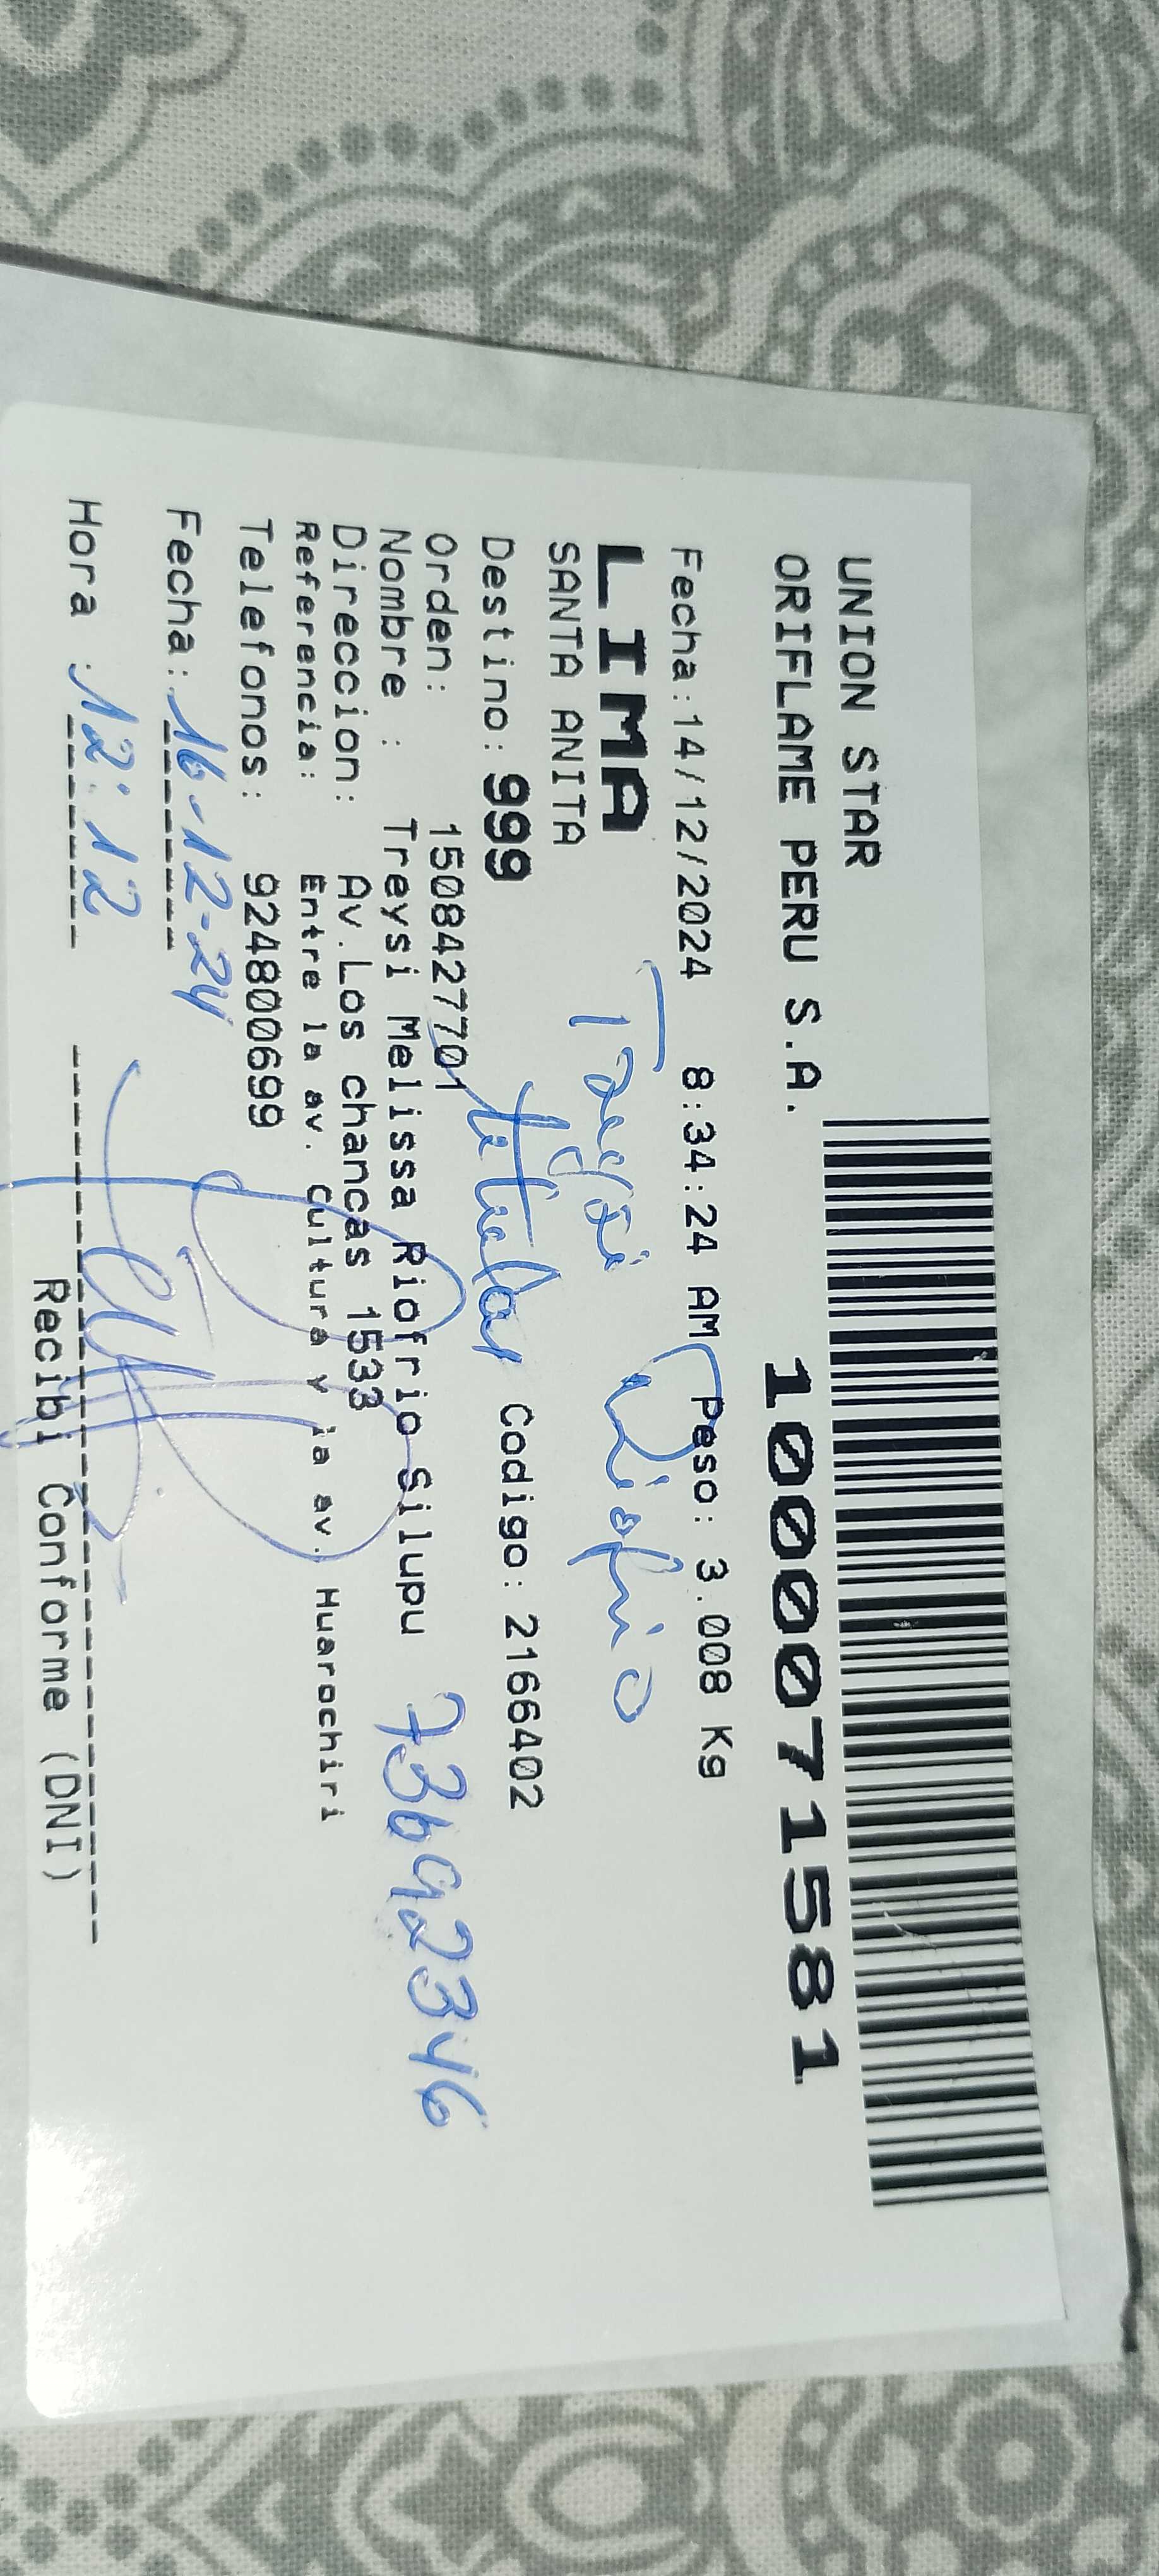 UNION STAR
ORIFLAME PERU S.A.
1000071581
Fecha:14/12/2024 8:34:24 AM Peso: 3.008 Kg
LIMA
SANTA ANITA
Treysi Riofrio
titular
Destino: 999 Codigo: 2166402
Orden: 1508427701
Nombre : Treysi Melissa Riofrio Silupu
73692346
Direccion: Av.Los chancas 1533
Referencia: Entre la av. Cultura y la av. Huarochiri
Telefonos: 924800699
Fecha: 16-12-24
Hora 12:12
Recibi Conforme (DNI)